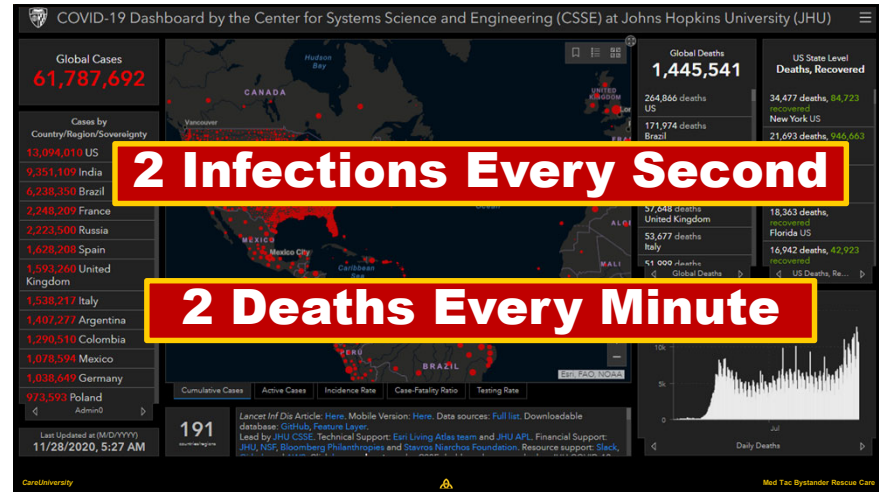 COVID-19 Dashboard by the Center for Systems Science and Engineering (CSSE) at Johns Hopkins University (JHU)
Global Cases
61,787,692
Cases by
Country/Region/Sovereignty
13,094,010 US
9,351,109 India
6,238,350 Brazil
2,248,209 France
2,223,500 Russia
1,628,208 Spain
1,593,260 United
Kingdom
1,538,217 Italy
1,407,277 Argentina
1,290,510 Colombia
1,078,594 Mexico
1,038,649 Germany
973,593 Poland
Admin0
Last Updated at (M/D/YYYY)
11/28/2020, 5:27 AM
Hudson
Bay
CANADA
UNITED
KINGDOM
Vancouver
2 Infections Every Second
Ocean
MEXICO
Mexico City
Caribbean
Sea
MALI
2 Deaths Every Minute
PERU
BRAZIL
Esri, FAO, NOAA
Cumulative Cases
Active Cases
Incidence Rate
Case-Fatality Ratio
Testing Rate
191
countries/regions
Lancet Inf Dis Article: Here. Mobile Version: Here. Data sources: Full list. Downloadable
database: GitHub, Feature Layer.
Lead by JHU CSSE. Technical Support: Esri Living Atlas team and JHU APL. Financial Support:
JHU, NSF, Bloomberg Philanthropies and Stavros Niarchos Foundation. Resource support: Slack,
Global Deaths
1,445,541
264,866 deaths
US
171,974 deaths
Brazil
57,648 deaths
United Kingdom
53,677 deaths
Italy
51,999 deaths
Global Deaths
US State Level
Deaths, Recovered
34,477 deaths, 84,723
recovered
New York US
21,693 deaths, 946,663
18,363 deaths,
recovered
Florida US
16,942 deaths, 42,923
recovered
US Deaths, Re...
10k
5k
0
Jul
Daily Deaths
CareUniversity
Med Tac Bystander Rescue Care